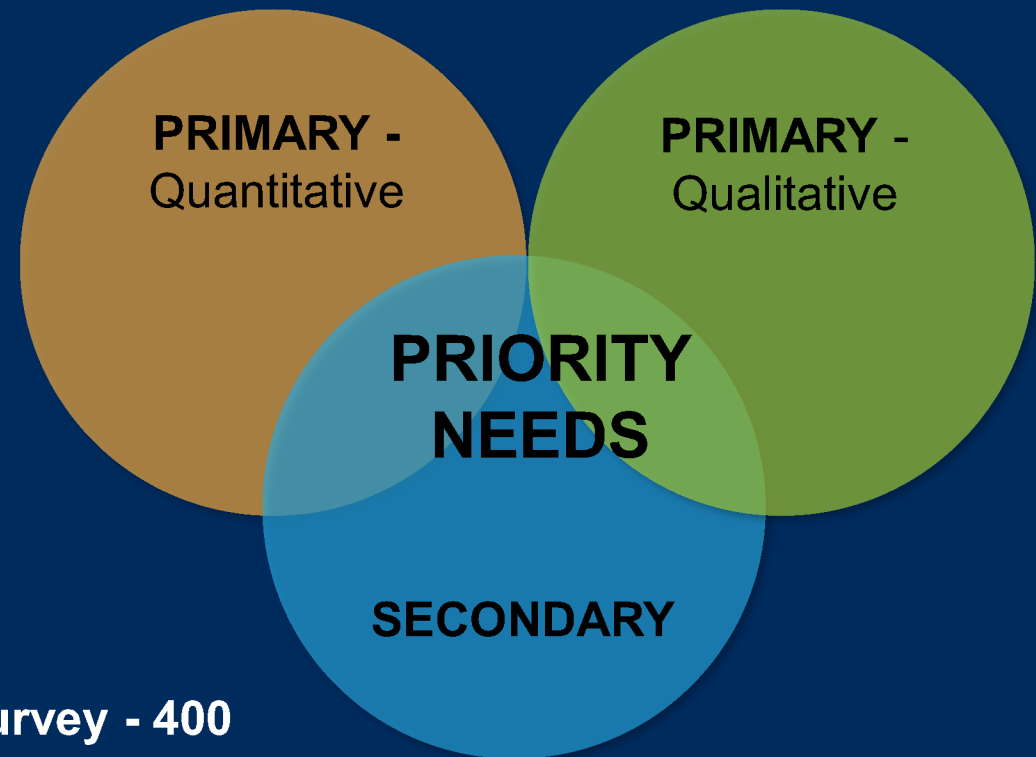 PRIMARY -
Quantitative
PRIMARY -
Qualitative
PRIORITY
NEEDS
SECONDARY
urvey - 400